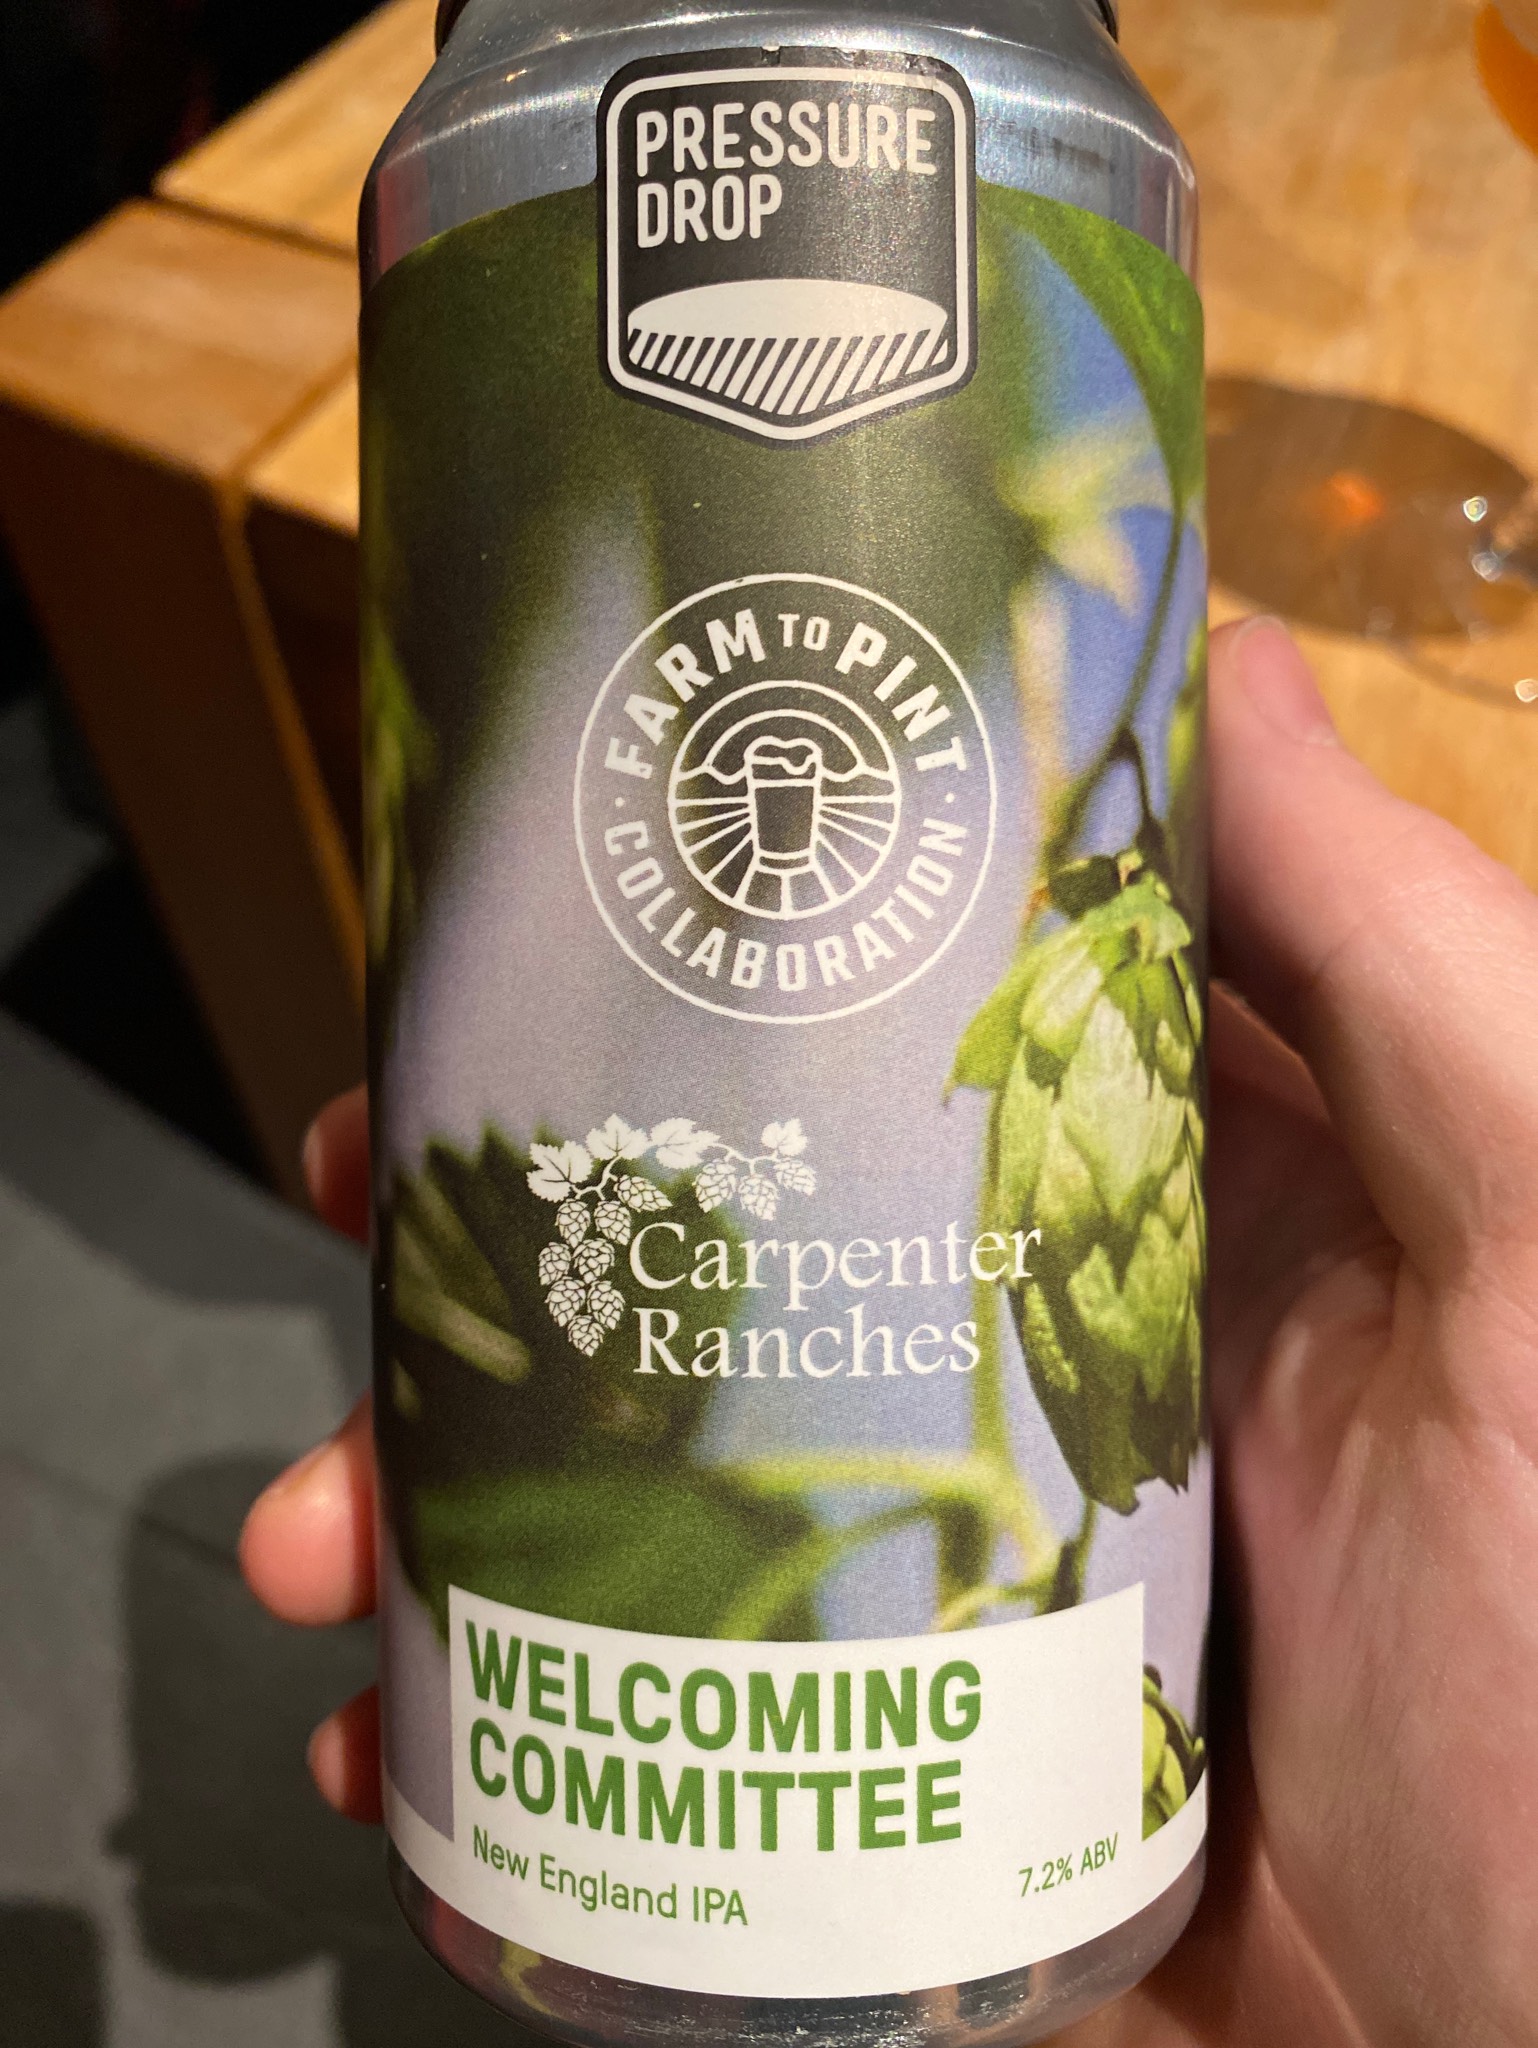 PRESSURE
DROP
FARM TO PINT
COLLABORATION
Carpenter
Ranches
WELCOMING
COMMITTEE
New England IPA
7.2% ABV